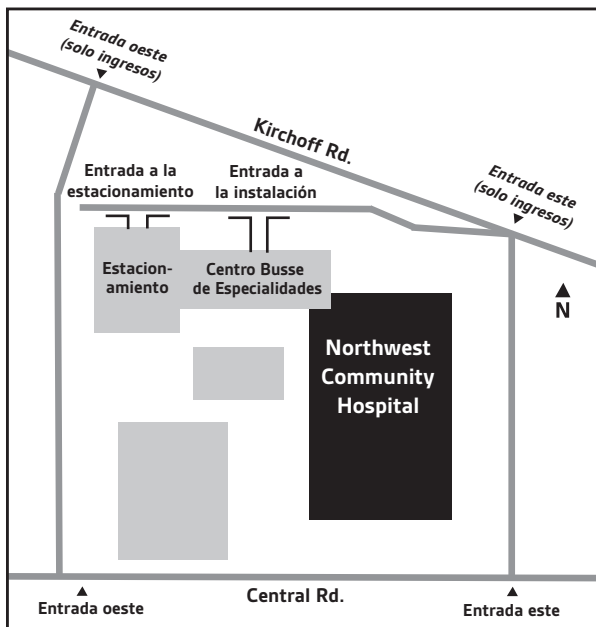 Entrada oeste
(solo ingresos)
Kirchoff Rd.
Entrada a la
estacionamiento
Entrada a
la instalación
Entrada este
(solo ingresos)
Estacion-
amiento
Centro Busse
de Especialidades
N
Northwest
Community
Hospital
Central Rd.
Entrada oeste
Entrada este